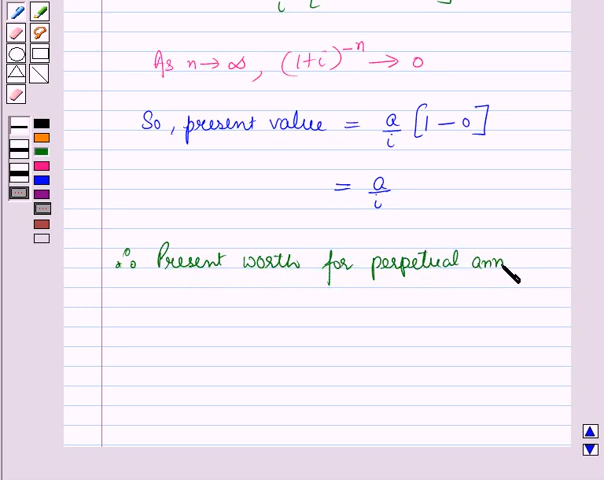 As n → ∞, (1+i)^-n → 0
So, present value = a/i [1 - 0]
= a/i
∴ Present worth for perpetual ann